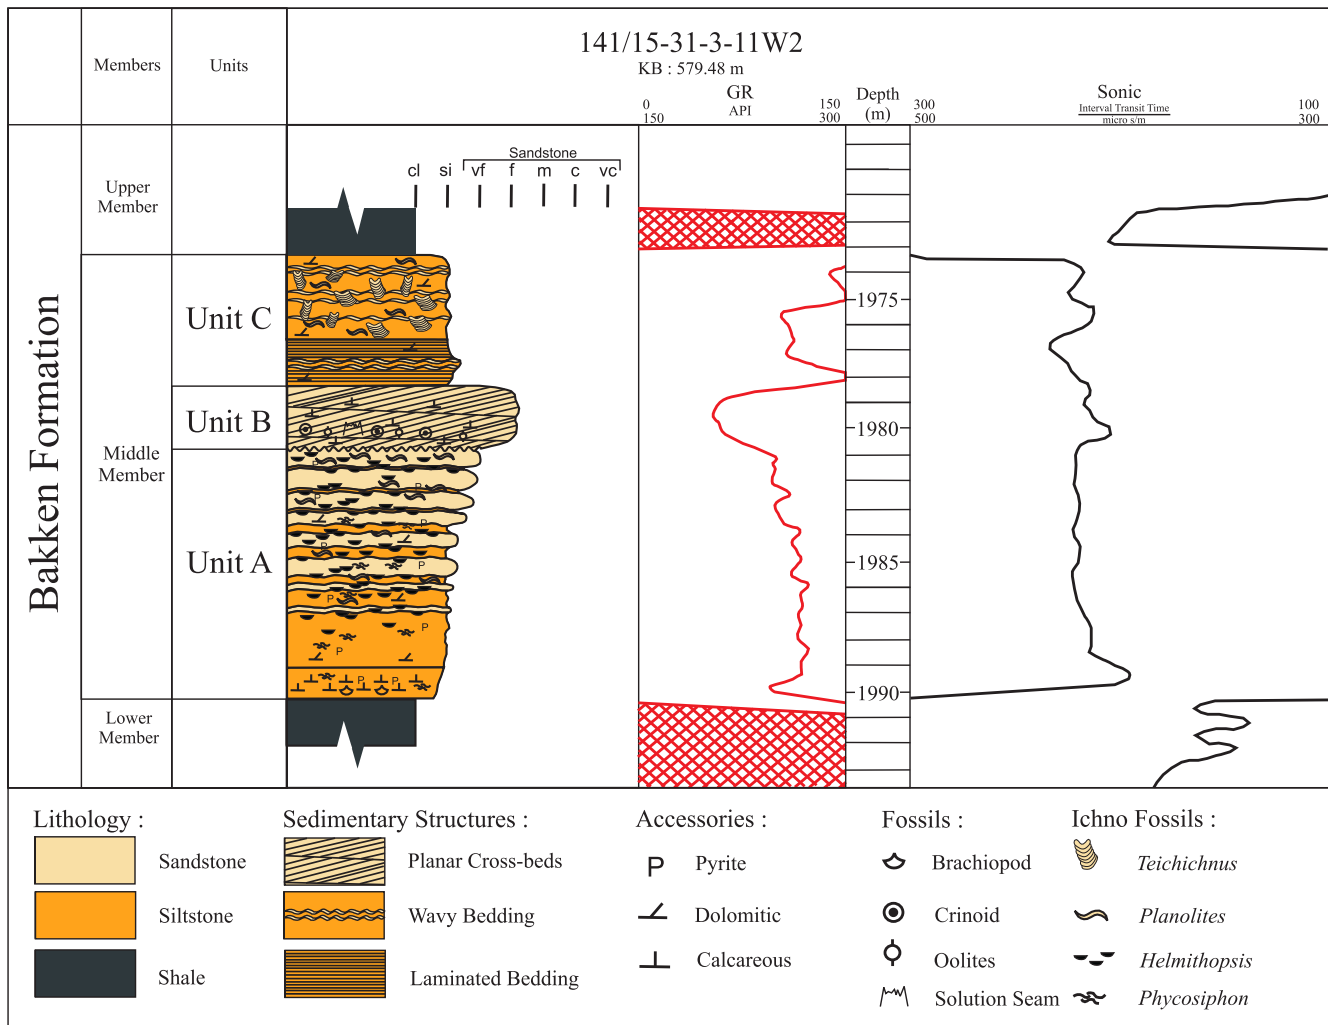 141/15-31-3-11W2
KB : 579.48 m
Members
Units
GR
API
0
150
150
300
Depth
(m)
Sonic
Interval Transit Time
micro s/m
300
500
100
300
Sandstone
cl si vf f m c vc
Bakken Formation
Upper
Member
Middle
Member
Lower
Member
Unit C
Unit B
Unit A
P
P
P
P
P
P
P
P
P
P
1975
1980
1985
1990
Lithology :
Sandstone
Siltstone
Shale
Sedimentary Structures :
Planar Cross-beds
Wavy Bedding
Laminated Bedding
Accessories :
P Pyrite
Dolomitic
Calcareous
Fossils :
Brachiopod
Crinoid
Oolites
Solution Seam
Ichno Fossils :
Teichichnus
Planolites
Helmithopsis
Phycosiphon